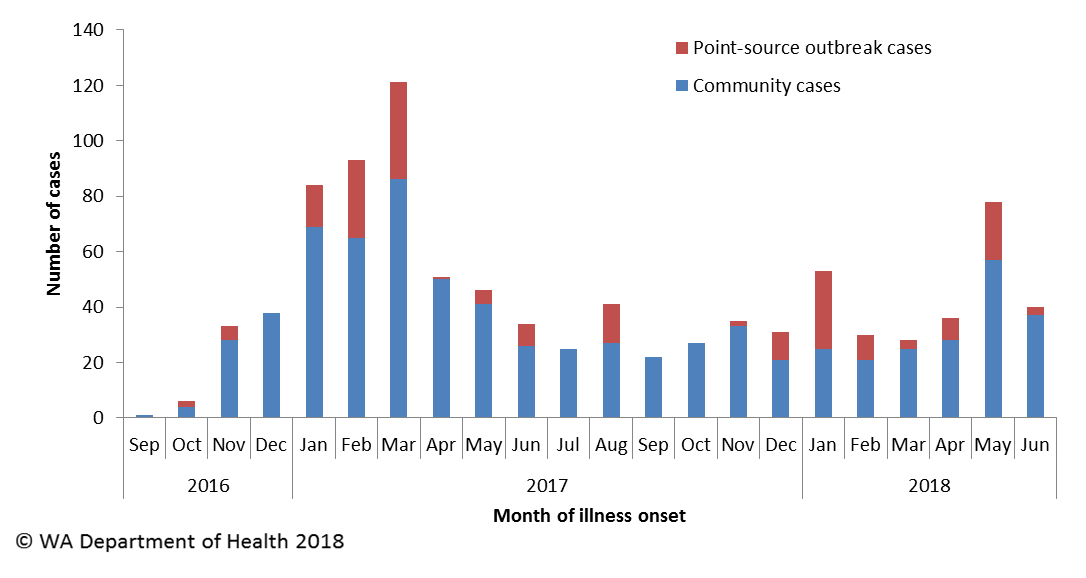 140
Point-source outbreak cases
120
Community cases
100
80
60
40
20
0
Number of cases
Sep Oct Nov Dec Jan Feb Mar Apr May Jun Jul Aug Sep Oct Nov Dec Jan Feb Mar Apr May Jun
2016 2017 2018
Month of illness onset
© WA Department of Health 2018